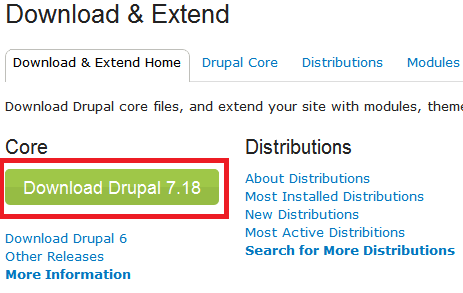 Download & Extend
Download & Extend Home
Drupal Core
Distributions
Modules
Download Drupal core files, and extend your site with modules,
Core
Download Drupal 7.18
Download Drupal 6
Other Releases
More Information
Distributions
About Distributions
Most Installed Distributions
New Distributions
Most Active Distribitions
Search for More Distributions